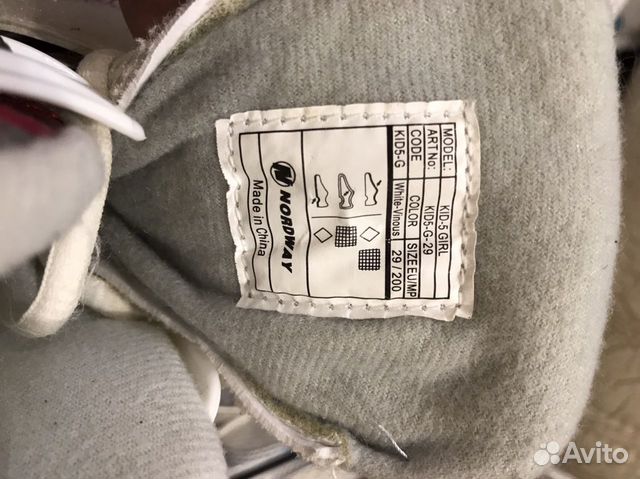 MODEL: KID-5 GIRL
ART.No: KID5-G-29
CODE COLOR SIZE EU/MP
KID5-G White-Vinous 29 / 200
NORDWAY
Made in China
Avito